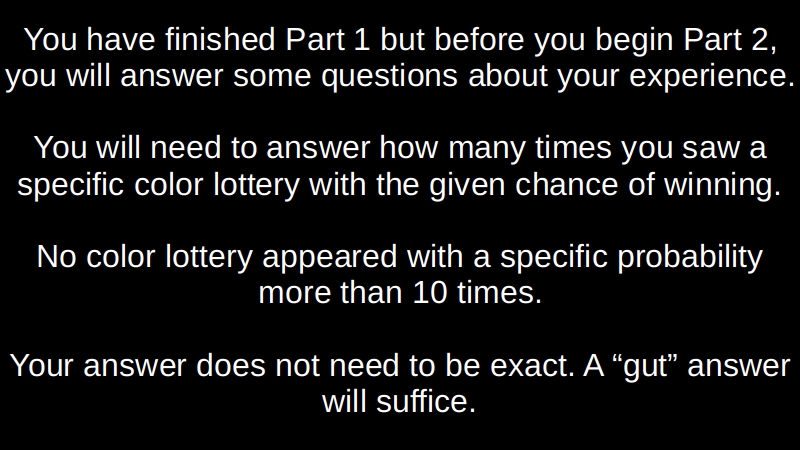 You have finished Part 1 but before you begin Part 2,
you will answer some questions about your experience.
You will need to answer how many times you saw a
specific color lottery with the given chance of winning.
No color lottery appeared with a specific probability
more than 10 times.
Your answer does not need to be exact. A “gut” answer
will suffice.